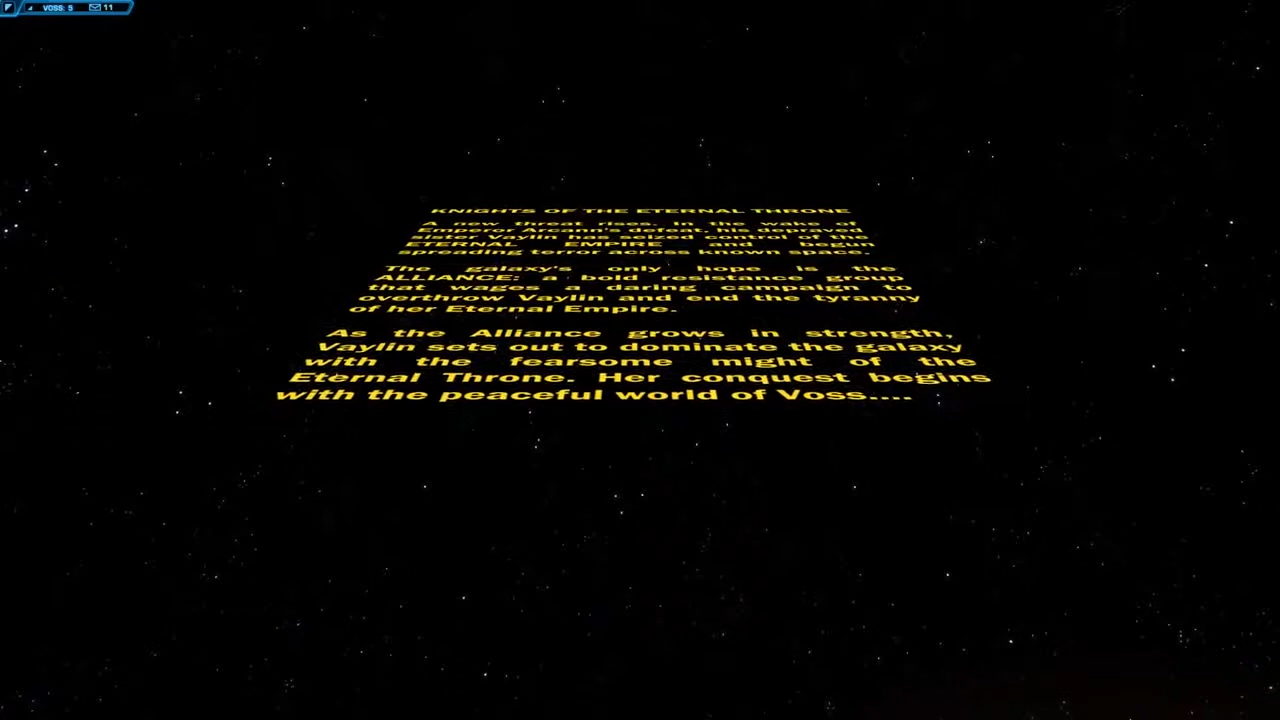 VOSS: 5
11
KNIGHTS OF THE ETERNAL THRONE
A new threat rises. In the wake of
Emperor Arcann's defeat, his depraved
sister Vaylin has seized control of the
ETERNAL EMPIRE and begun
spreading terror across known space.
The galaxy's only hope is the
ALLIANCE: a bold resistance group
that wages a daring campaign to
overthrow Vaylin and end the tyranny
of her Eternal Empire.
As the Alliance grows in strength,
Vaylin sets out to dominate the galaxy
with the fearsome might of the
Eternal Throne. Her conquest begins
with the peaceful world of Voss....